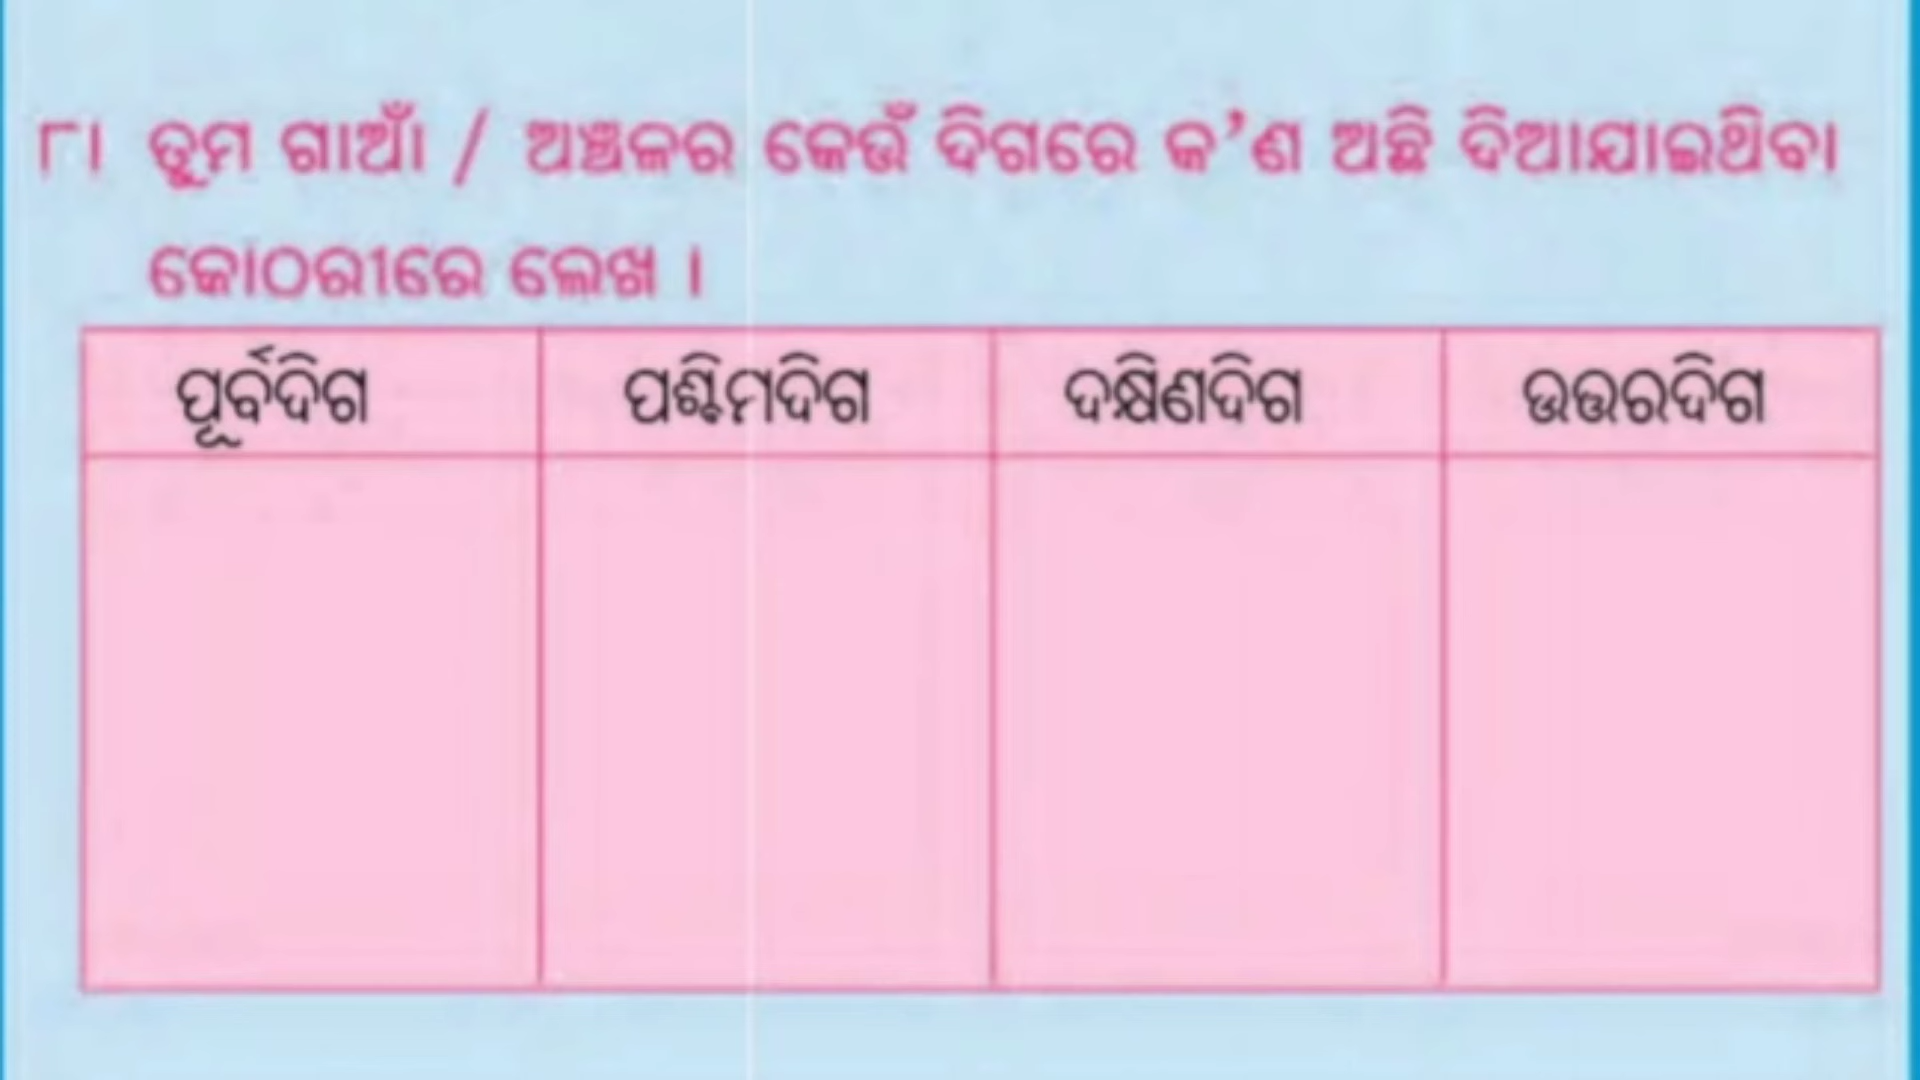 ୮। ତୁମ ଗାଆଁ / ଅଞ୍ଚଳର କେଉଁ ଦିଗରେ କ'ଣ ଅଛି ଦିଆଯାଇଥିବା
କୋଠରୀରେ ଲେଖ ।
ପୂର୍ବଦିଗ ପଶ୍ଚିମଦିଗ ଦକ୍ଷିଣଦିଗ ଉତ୍ତରଦିଗ